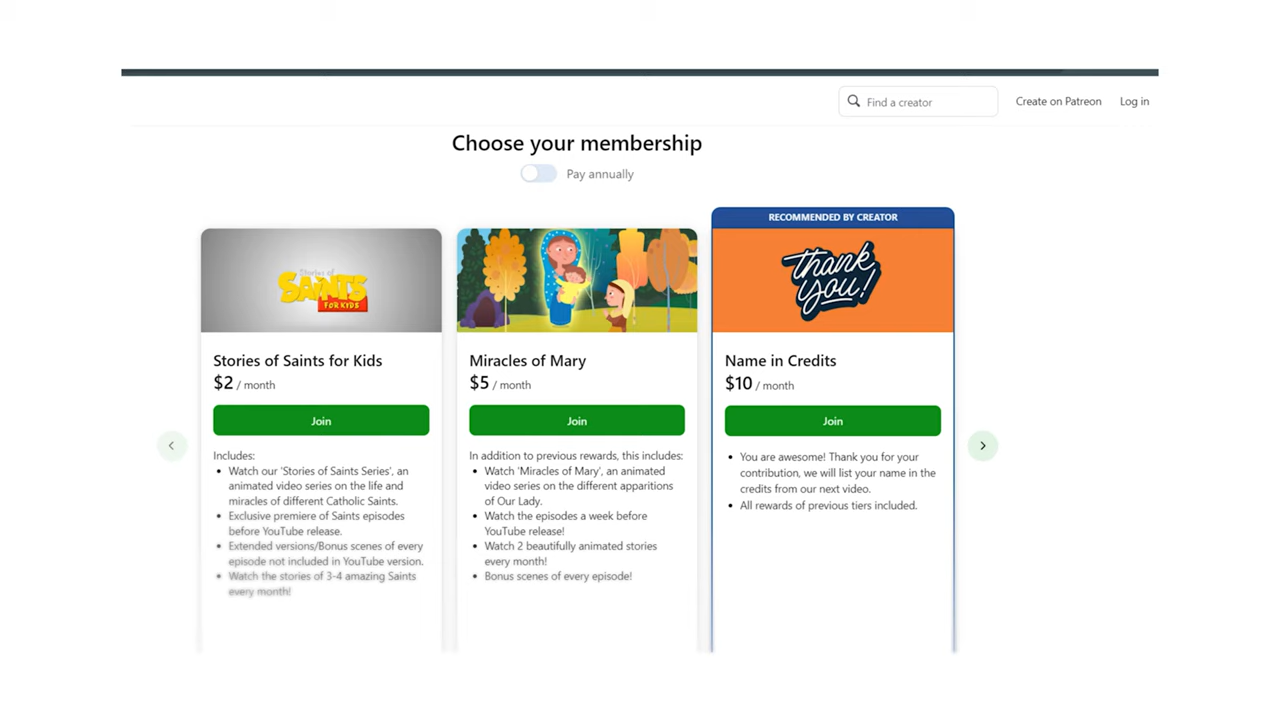 Find a creator
Create on Patreon
Log in
Choose your membership
Pay annually
RECOMMENDED BY CREATOR
Stories of
SAINTS
FOR KIDS
thank
you!
Stories of Saints for Kids
$2 / month
Join
Includes:
• Watch our 'Stories of Saints Series', an
animated video series on the life and
miracles of different Catholic Saints.
• Exclusive premiere of Saints episodes
before YouTube release.
• Extended versions/Bonus scenes of every
episode not included in YouTube version.
• Watch the stories of 3-4 amazing Saints
every month!
Miracles of Mary
$5 / month
Join
In addition to previous rewards, this includes:
• Watch 'Miracles of Mary', an animated
video series on the different apparitions
of Our Lady.
• Watch the episodes a week before
YouTube release!
• Watch 2 beautifully animated stories
every month!
• Bonus scenes of every episode!
Name in Credits
$10 / month
Join
• You are awesome! Thank you for your
contribution, we will list your name in the
credits from our next video.
• All rewards of previous tiers included.